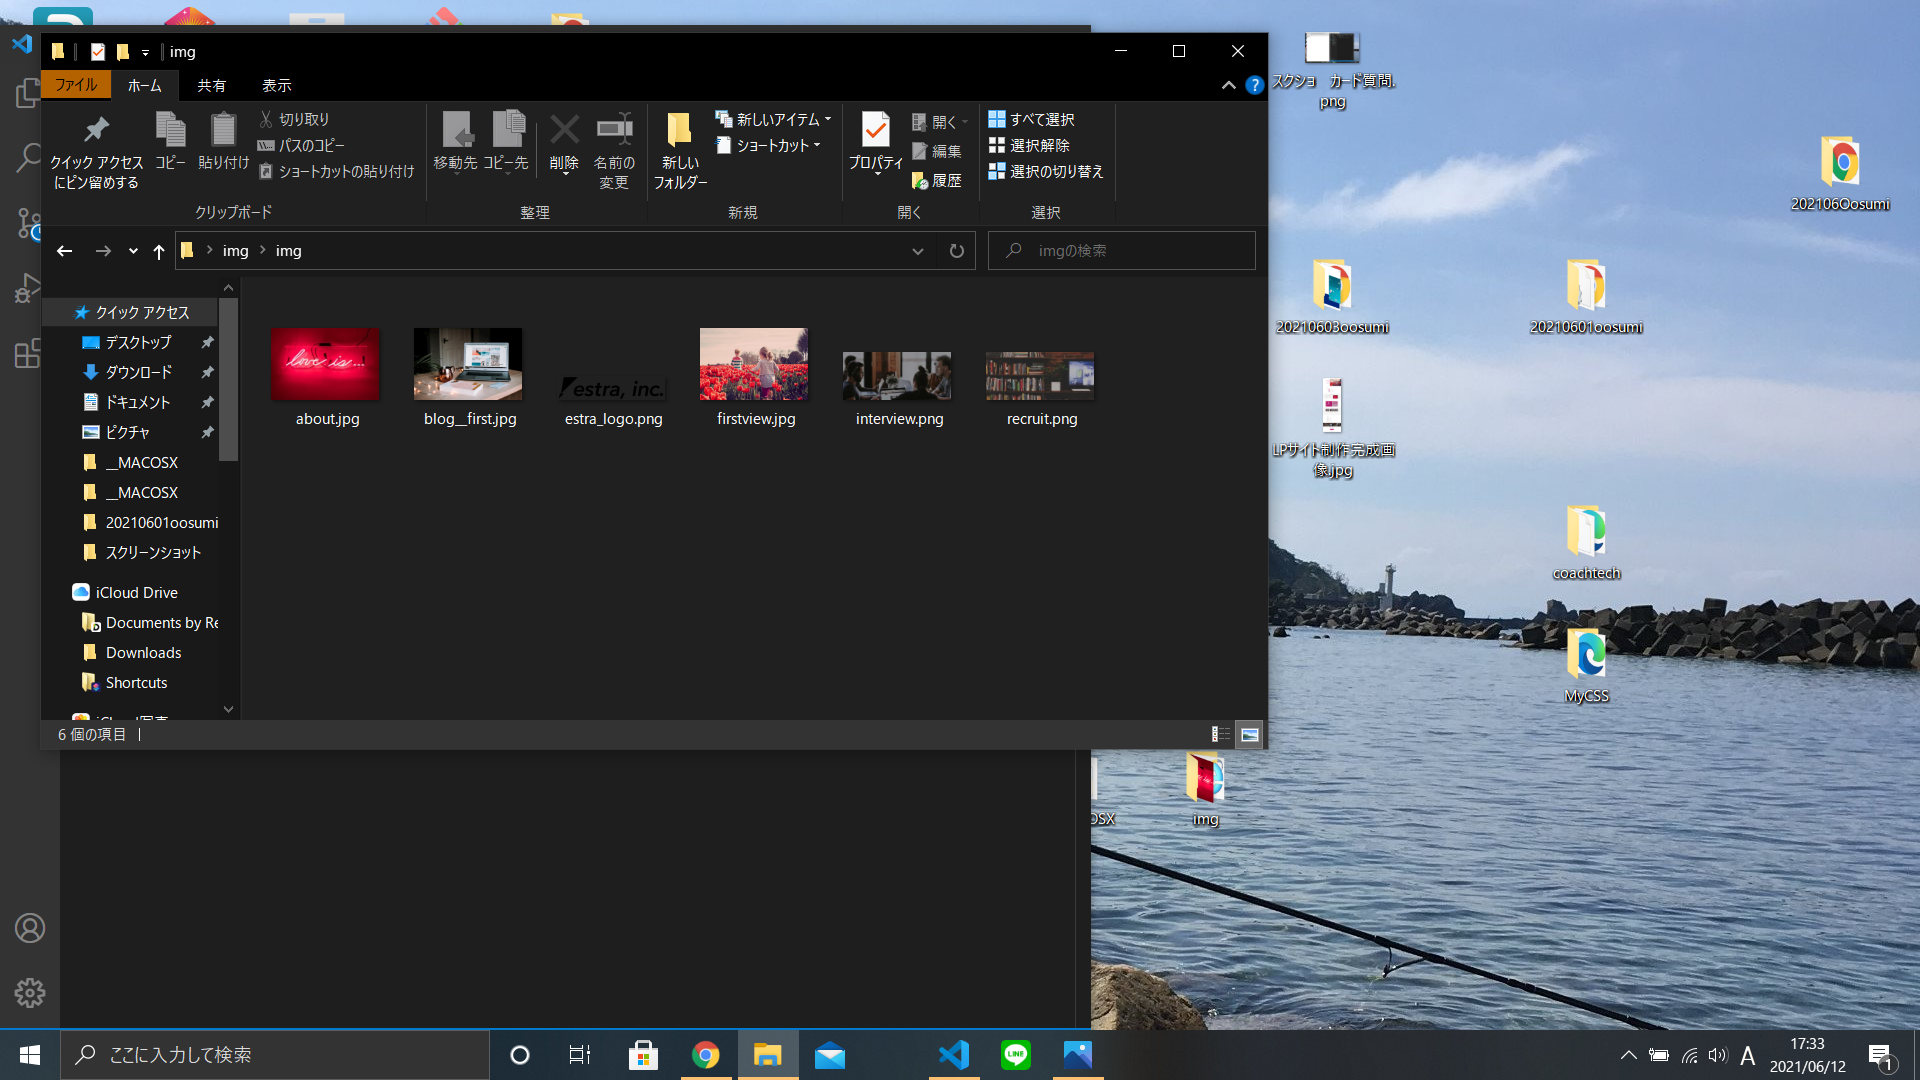 img
ファイル
ホーム
共有
表示
クイック アクセス
にピン留めする
コピー
貼り付け
切り取り
パスのコピー
ショートカットの貼り付け
クリップボード
移動先
コピー先
削除
名前の
変更
整理
新しい
フォルダー
新しいアイテム
ショートカット
新規
プロパティ
開く
編集
履歴
開く
すべて選択
選択解除
選択の切り替え
選択
img
img
imgの検索
クイック アクセス
デスクトップ
ダウンロード
ドキュメント
ピクチャ
__MACOSX
__MACOSX
20210601oosumi
スクリーンショット
iCloud Drive
Documents by Re
Downloads
Shortcuts
about.jpg
love is...
blog__first.jpg
estra, inc.
estra_logo.png
firstview.jpg
interview.png
recruit.png
6 個の項目
スクショ　カード質問.
png
202106Oosumi
20210603oosumi
20210601oosumi
LPサイト制作完成画
像.jpg
coachtech
MyCSS
OSX
img
ここに入力して検索
LINE
A
17:33
2021/06/12
1